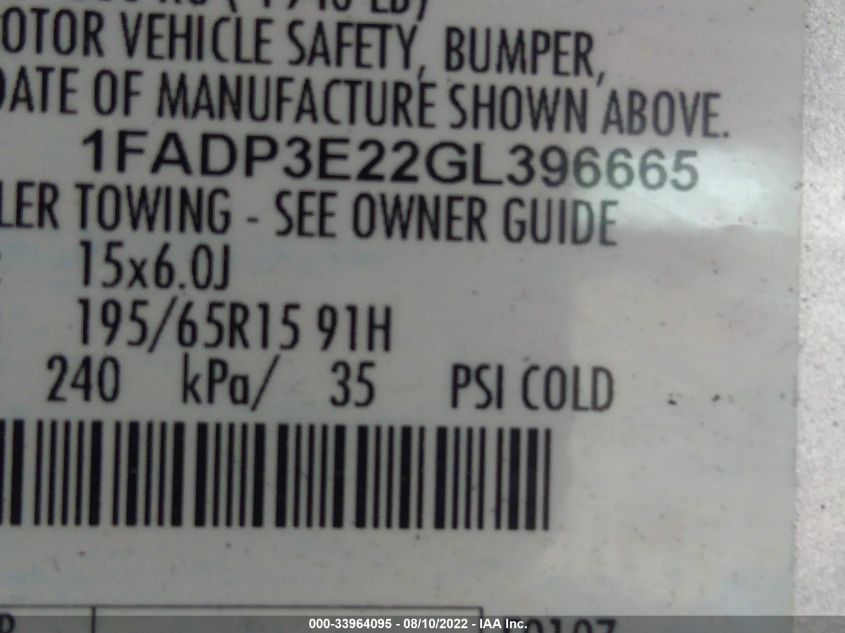 OTOR VEHICLE SAFETY, BUMPER,
DATE OF MANUFACTURE SHOWN ABOVE.
1FADP3E22GL396665
LER TOWING - SEE OWNER GUIDE
: 15x6.0J
195/65R15 91H
240 kPa/ 35 PSI COLD
000-33964095 - 08/10/2022 - IAA Inc.